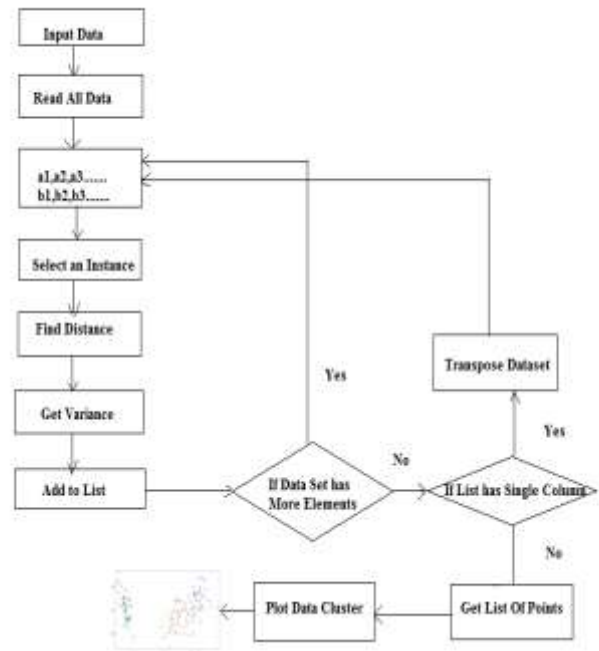 Input Data
Read All Data
a1,a2,a3......
b1,b2,b3......
Select an Instance
Find Distance
Get Variance
Add to List
If Data Set has
More Elements
Yes
No
If List has Single Column
Yes
Transpose Dataset
No
Get List Of Points
Plot Data Cluster